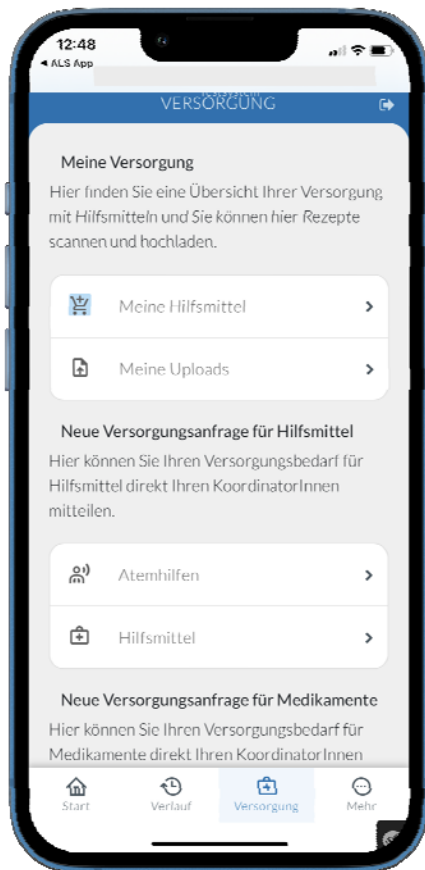 12:48
◀ ALS App
Testsystem
VERSORGUNG
Meine Versorgung
Hier finden Sie eine Übersicht Ihrer Versorgung
mit Hilfsmitteln und Sie können hier Rezepte
scannen und hochladen.
Meine Hilfsmittel
Meine Uploads
Neue Versorgungsanfrage für Hilfsmittel
Hier können Sie Ihren Versorgungsbedarf für
Hilfsmittel direkt Ihren KoordinatorInnen
mitteilen.
Atemhilfen
Hilfsmittel
Neue Versorgungsanfrage für Medikamente
Hier können Sie Ihren Versorgungsbedarf für
Medikamente direkt Ihren KoordinatorInnen
Start Verlauf Versorgung Mehr